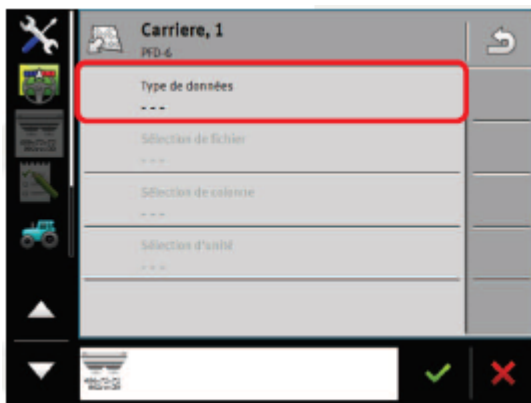 Carriere, 1
PFD-6
Type de données
- - -
Sélection de fichier
- - -
Sélection de colonne
- - -
Sélection d'unité
- - -